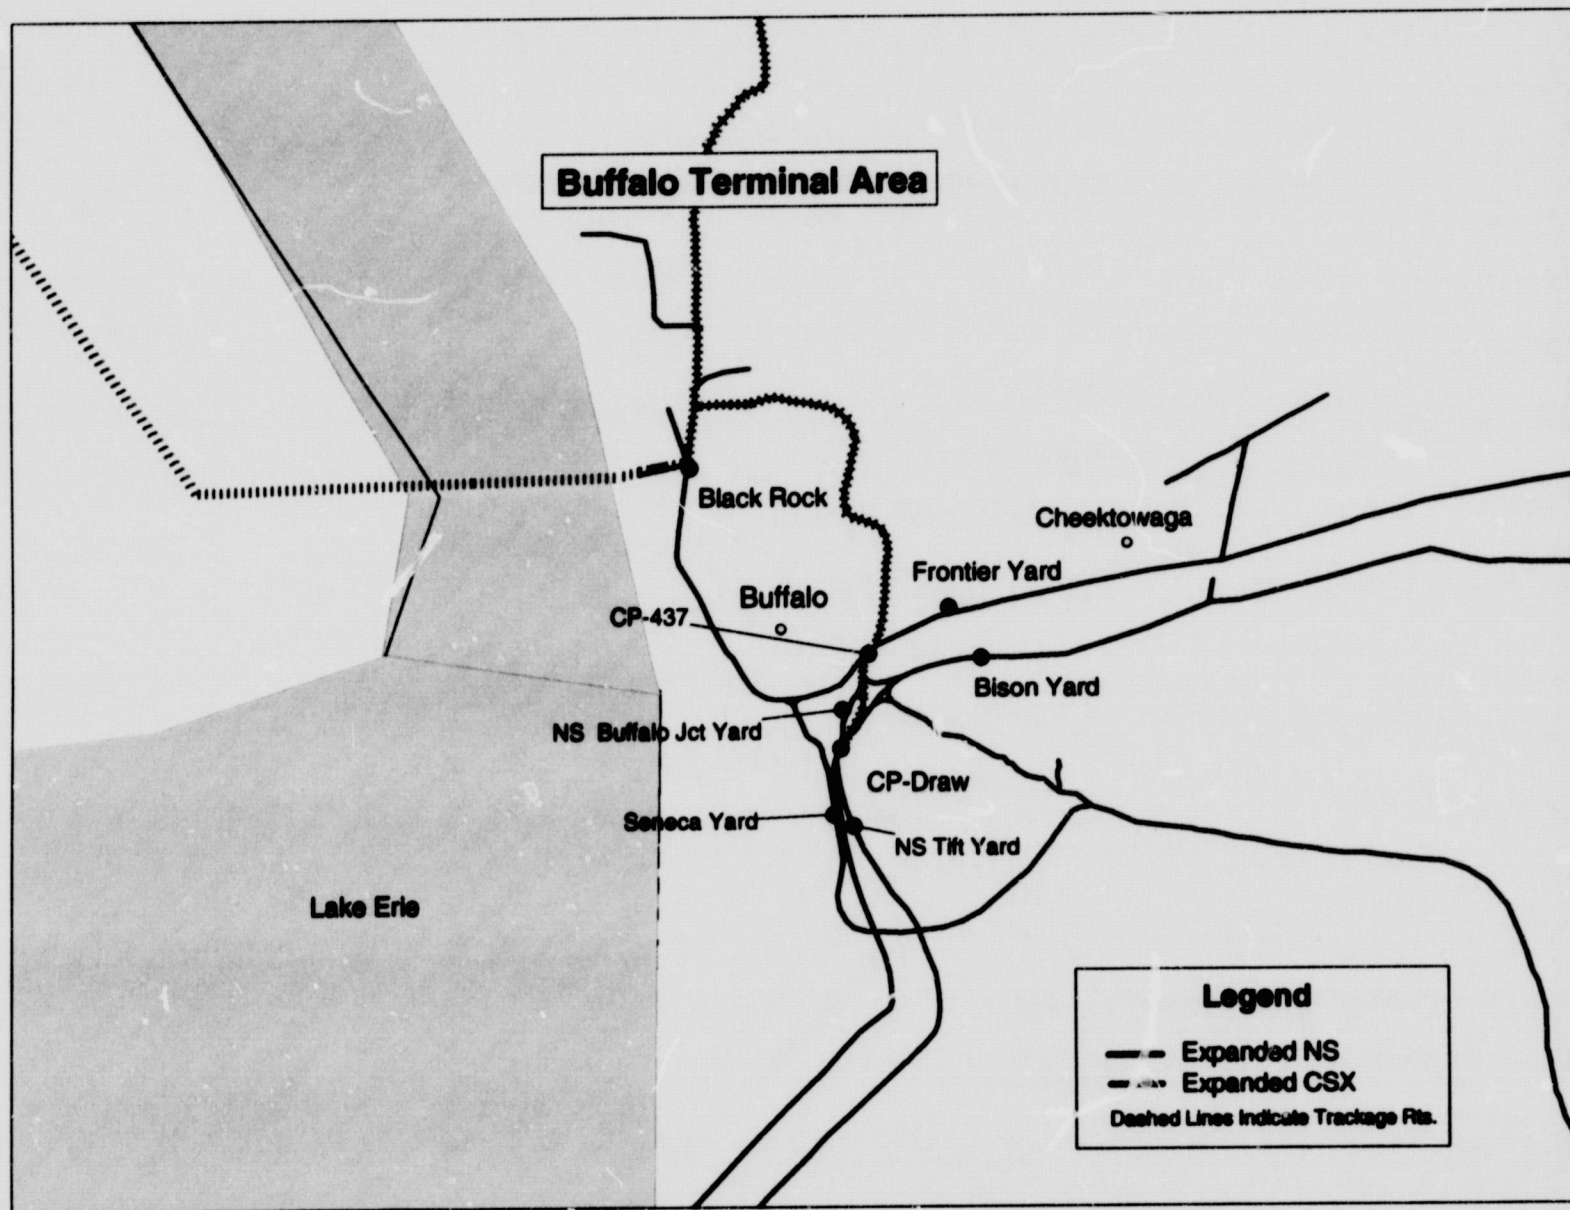 Buffalo Terminal Area
Black Rock
Cheektowaga
Frontier Yard
Buffalo
CP-437
Bison Yard
NS Buffalo Jct Yard
CP-Draw
Seneca Yard
NS Tift Yard
Lake Erie
Legend
Expanded NS
Expanded CSX
Dashed Lines Indicate Trackage Rts.